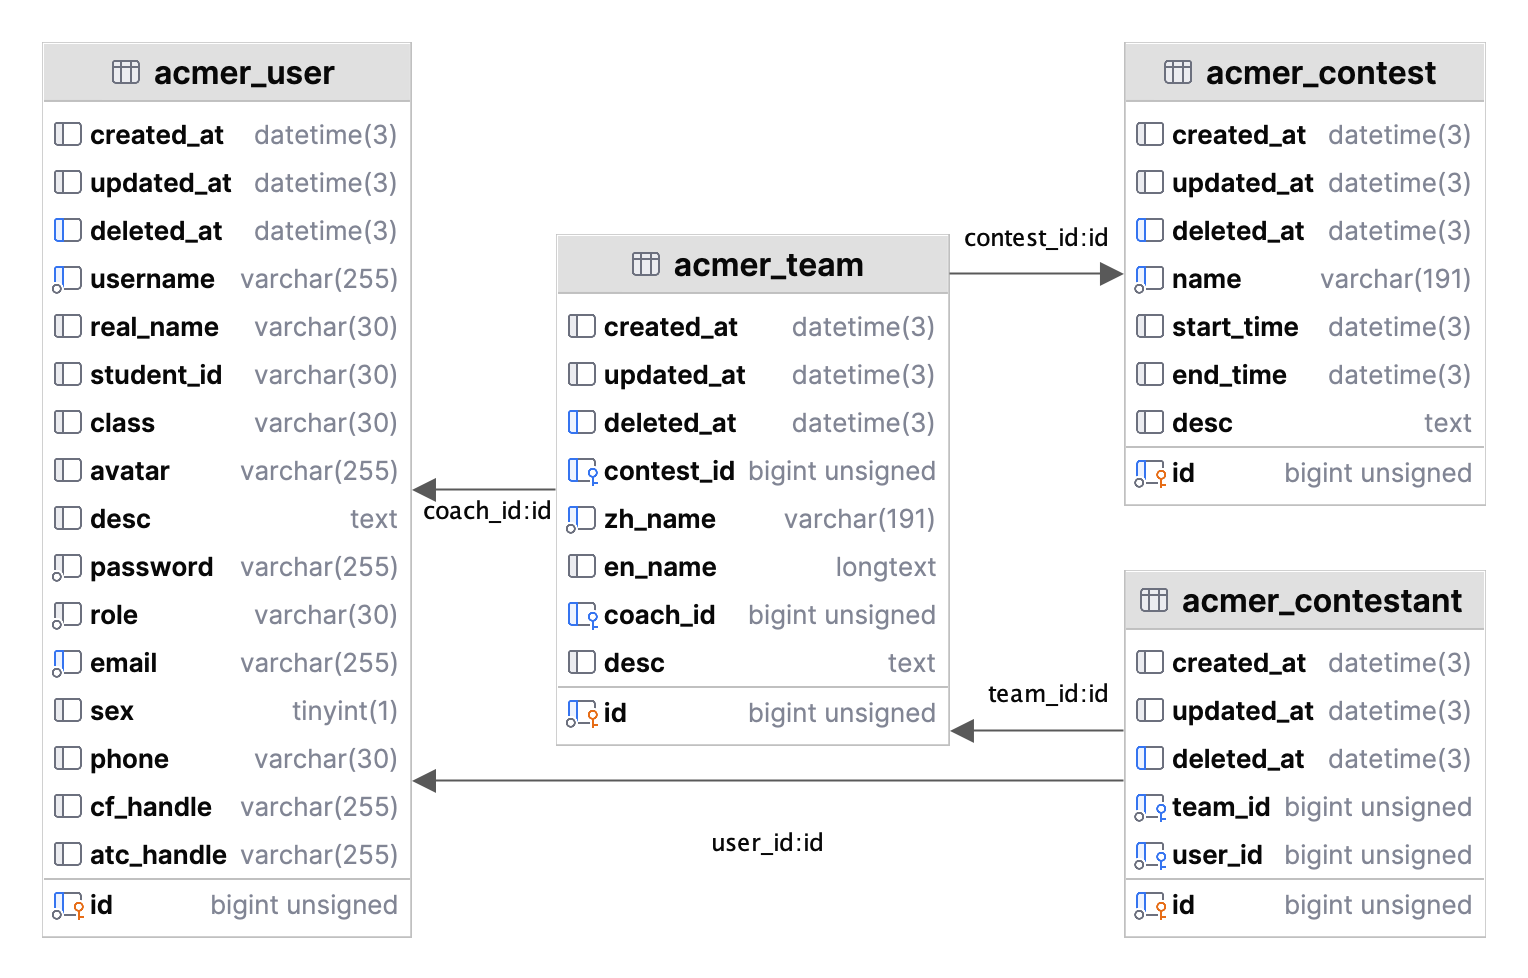 acmer_user
created_at datetime(3)
updated_at datetime(3)
deleted_at datetime(3)
username varchar(255)
real_name varchar(30)
student_id varchar(30)
class varchar(30)
avatar varchar(255)
desc text
password varchar(255)
role varchar(30)
email varchar(255)
sex tinyint(1)
phone varchar(30)
cf_handle varchar(255)
atc_handle varchar(255)
id bigint unsigned
coach_id:id
acmer_team
created_at datetime(3)
updated_at datetime(3)
deleted_at datetime(3)
contest_id bigint unsigned
zh_name varchar(191)
en_name longtext
coach_id bigint unsigned
desc text
id bigint unsigned
contest_id:id
team_id:id
user_id:id
acmer_contest
created_at datetime(3)
updated_at datetime(3)
deleted_at datetime(3)
name varchar(191)
start_time datetime(3)
end_time datetime(3)
desc text
id bigint unsigned
acmer_contestant
created_at datetime(3)
updated_at datetime(3)
deleted_at datetime(3)
team_id bigint unsigned
user_id bigint unsigned
id bigint unsigned